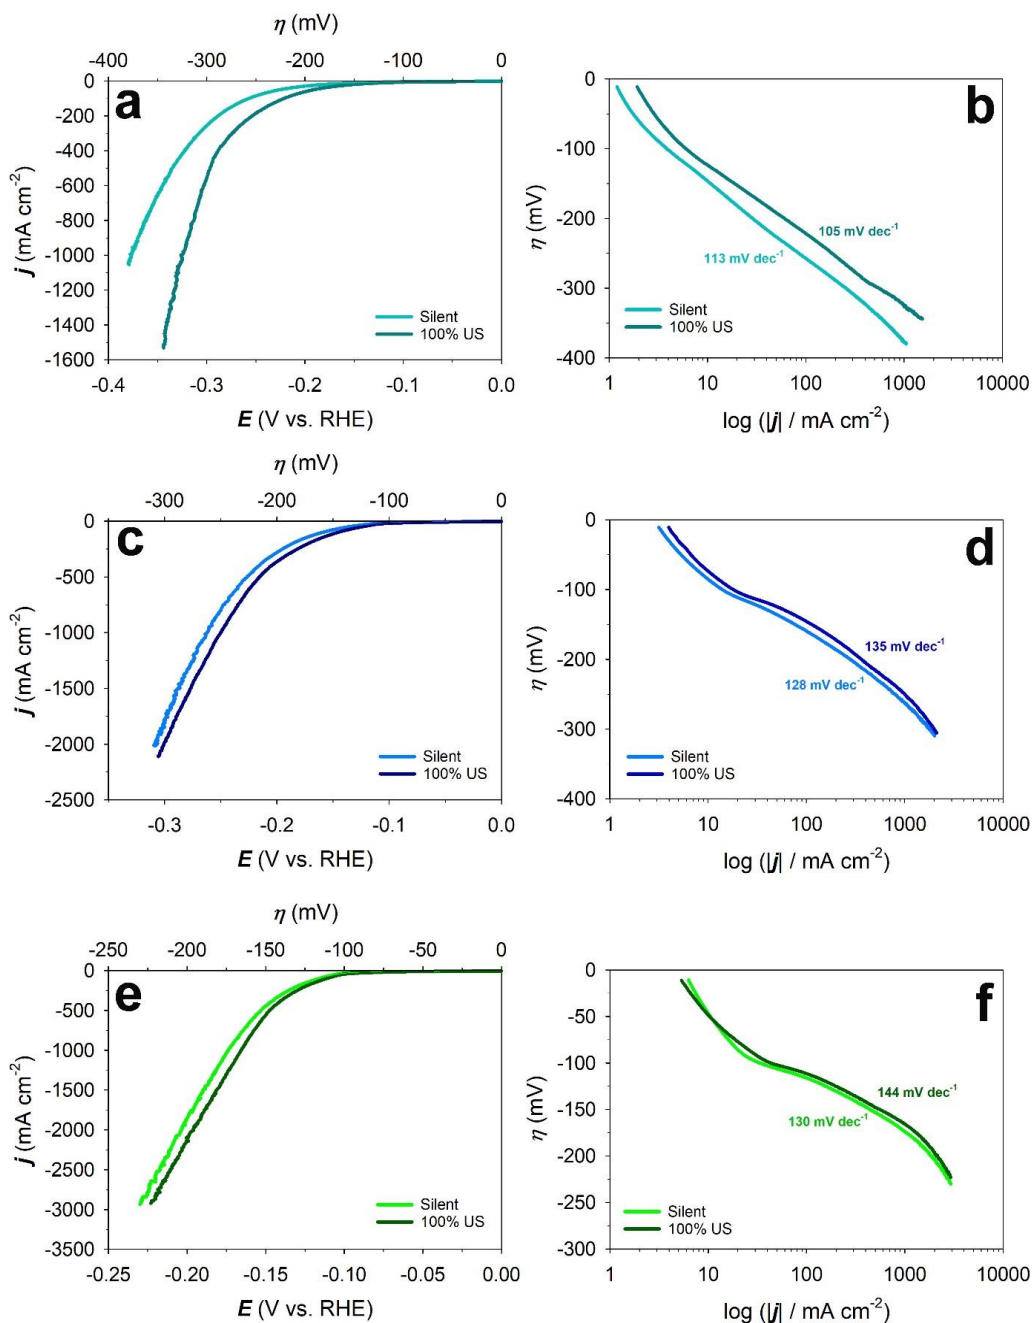 η (mV)
-400 -300 -200 -100 0
a
0
-200
-400
-600
-800
-1000
-1200
-1400
-1600
j (mA cm-2)
Silent
100% US
-0.4 -0.3 -0.2 -0.1 0.0
E (V vs. RHE)
b
0
-100
-200
-300
-400
η (mV)
105 mV dec-1
113 mV dec-1
Silent
100% US
1 10 100 1000 10000
log (|j| / mA cm-2)
η (mV)
-300 -200 -100 0
c
0
-500
-1000
-1500
-2000
-2500
j (mA cm-2)
Silent
100% US
-0.3 -0.2 -0.1 0.0
E (V vs. RHE)
d
0
-100
-200
-300
-400
η (mV)
135 mV dec-1
128 mV dec-1
Silent
100% US
1 10 100 1000 10000
log (|j| / mA cm-2)
η (mV)
-250 -200 -150 -100 -50 0
e
0
-500
-1000
-1500
-2000
-2500
-3000
-3500
j (mA cm-2)
Silent
100% US
-0.25 -0.20 -0.15 -0.10 -0.05 0.00
E (V vs. RHE)
f
0
-50
-100
-150
-200
-250
-300
η (mV)
144 mV dec-1
130 mV dec-1
Silent
100% US
1 10 100 1000 10000
log (|j| / mA cm-2)